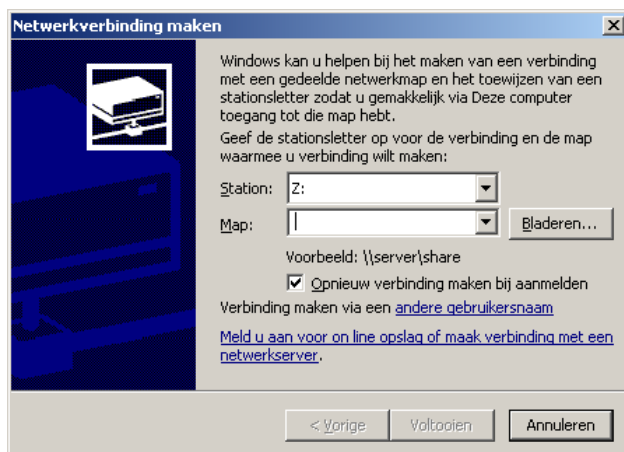 Netwerkverbinding maken
Windows kan u helpen bij het maken van een verbinding
met een gedeelde netwerkmap en het toewijzen van een
stationsletter zodat u gemakkelijk via Deze computer
toegang tot die map hebt.
Geef de stationsletter op voor de verbinding en de map
waarmee u verbinding wilt maken:
Station: Z:
Map: Bladeren...
Voorbeeld: \\server\share
Opnieuw verbinding maken bij aanmelden
Verbinding maken via een andere gebruikersnaam
Meld u aan voor on line opslag of maak verbinding met een
netwerkserver.
< Vorige Voltooien Annuleren